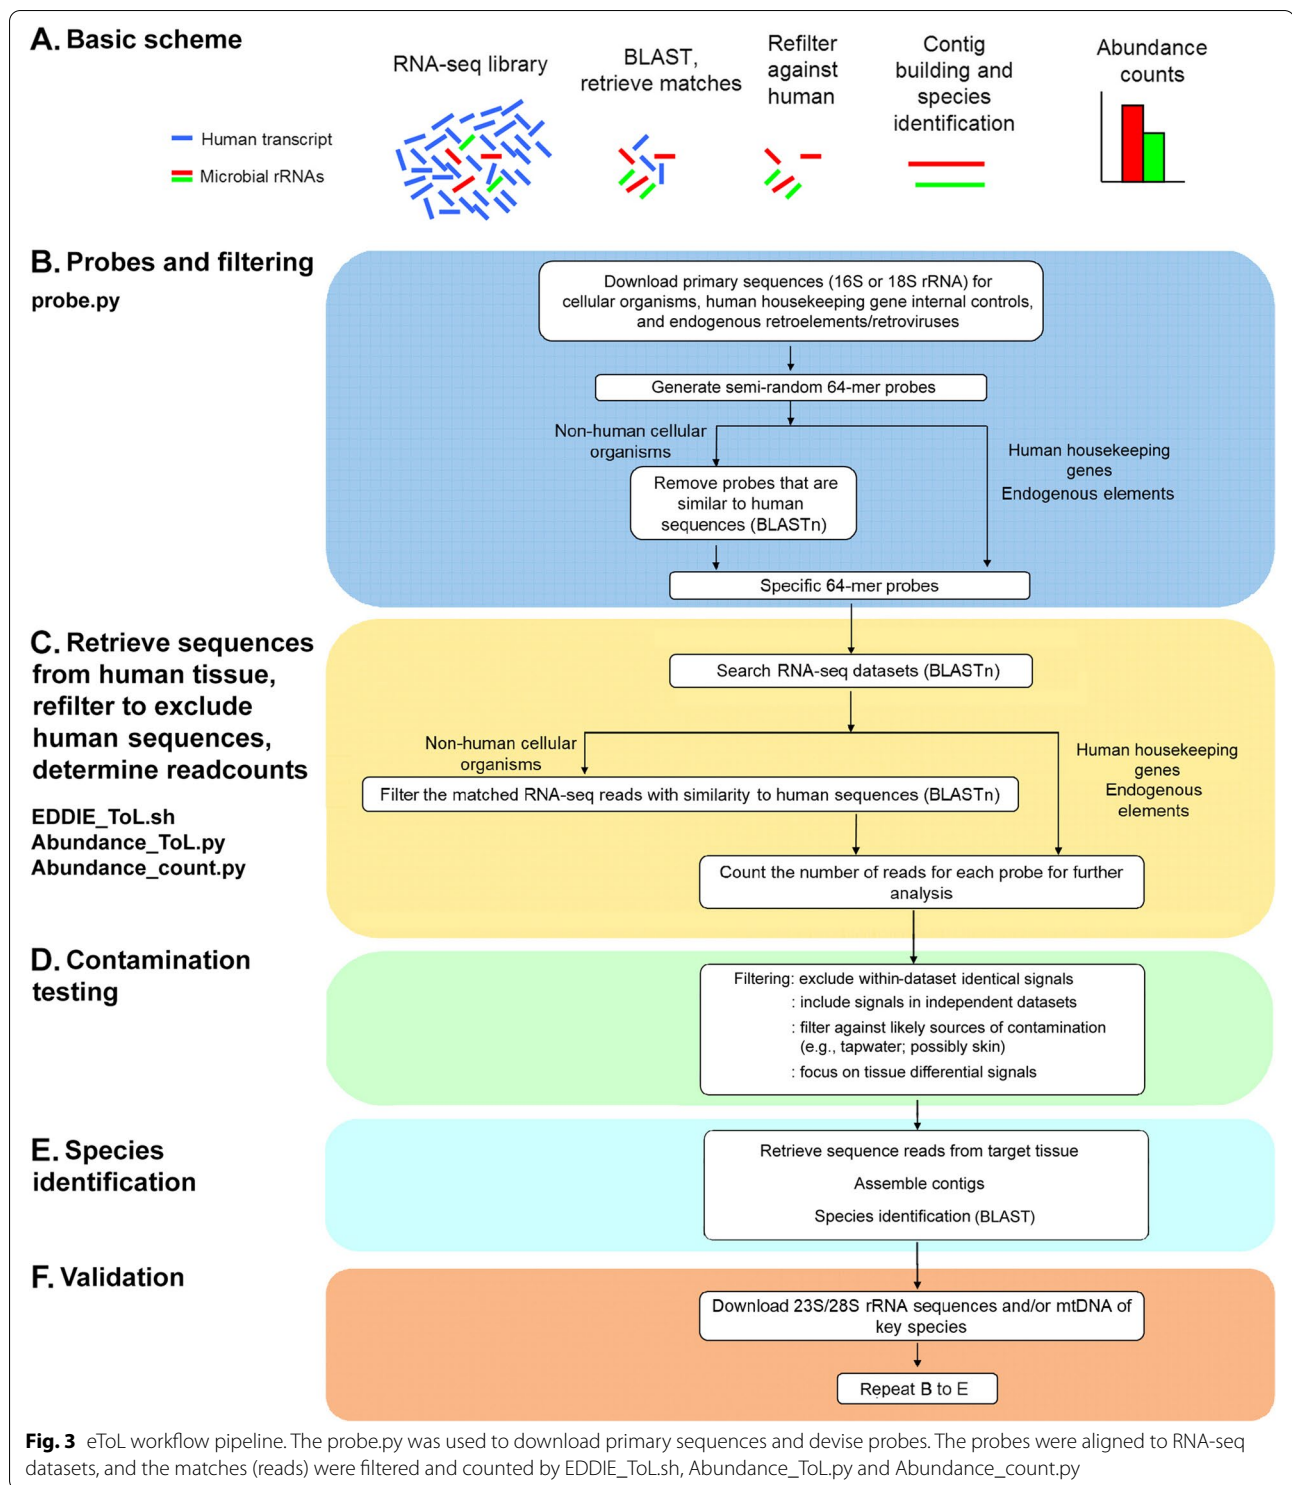 A. Basic scheme
RNA-seq library
BLAST,
retrieve matches
Refilter
against
human
Contig
building and
species
identification
Abundance
counts
Human transcript
Microbial rRNAs
B. Probes and filtering
probe.py
Download primary sequences (16S or 18S rRNA) for
cellular organisms, human housekeeping gene internal controls,
and endogenous retroelements/retroviruses
Generate semi-random 64-mer probes
Non-human cellular
organisms
Human housekeeping
genes
Endogenous elements
Remove probes that are
similar to human
sequences (BLASTn)
Specific 64-mer probes
C. Retrieve sequences
from human tissue,
refilter to exclude
human sequences,
determine readcounts
EDDIE_ToL.sh
Abundance_ToL.py
Abundance_count.py
Search RNA-seq datasets (BLASTn)
Non-human cellular
organisms
Human housekeeping
genes
Endogenous
elements
Filter the matched RNA-seq reads with similarity to human sequences (BLASTn)
Count the number of reads for each probe for further
analysis
D. Contamination
testing
Filtering: exclude within-dataset identical signals
: include signals in independent datasets
: filter against likely sources of contamination
(e.g., tapwater; possibly skin)
: focus on tissue differential signals
E. Species
identification
Retrieve sequence reads from target tissue
Assemble contigs
Species identification (BLAST)
F. Validation
Download 23S/28S rRNA sequences and/or mtDNA of
key species
Repeat B to E
Fig. 3 eToL workflow pipeline. The probe.py was used to download primary sequences and devise probes. The probes were aligned to RNA-seq
datasets, and the matches (reads) were filtered and counted by EDDIE_ToL.sh, Abundance_ToL.py and Abundance_count.py